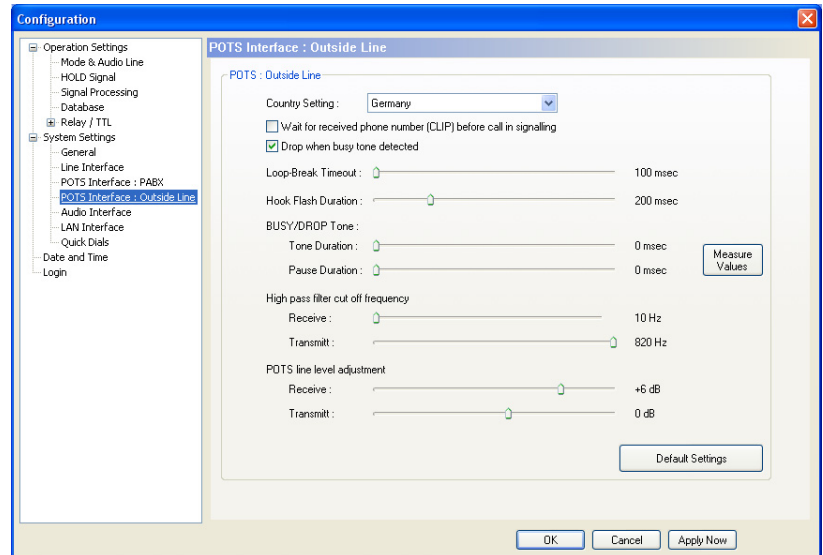 Configuration
Operation Settings
Mode & Audio Line
HOLD Signal
Signal Processing
Database
Relay / TTL
System Settings
General
Line Interface
POTS Interface : PABX
POTS Interface : Outside Line
Audio Interface
LAN Interface
Quick Dials
Date and Time
Login
POTS Interface : Outside Line
POTS : Outside Line
Country Setting : Germany
Wait for received phone number (CLIP) before call in signalling
Drop when busy tone detected
Loop-Break Timeout : 100 msec
Hook Flash Duration : 200 msec
BUSY/DROP Tone :
Tone Duration : 0 msec
Pause Duration : 0 msec
Measure
Values
High pass filter cut off frequency
Receive : 10 Hz
Transmitt : 820 Hz
POTS line level adjustment
Receive : +6 dB
Transmitt : 0 dB
Default Settings
OK Cancel Apply Now